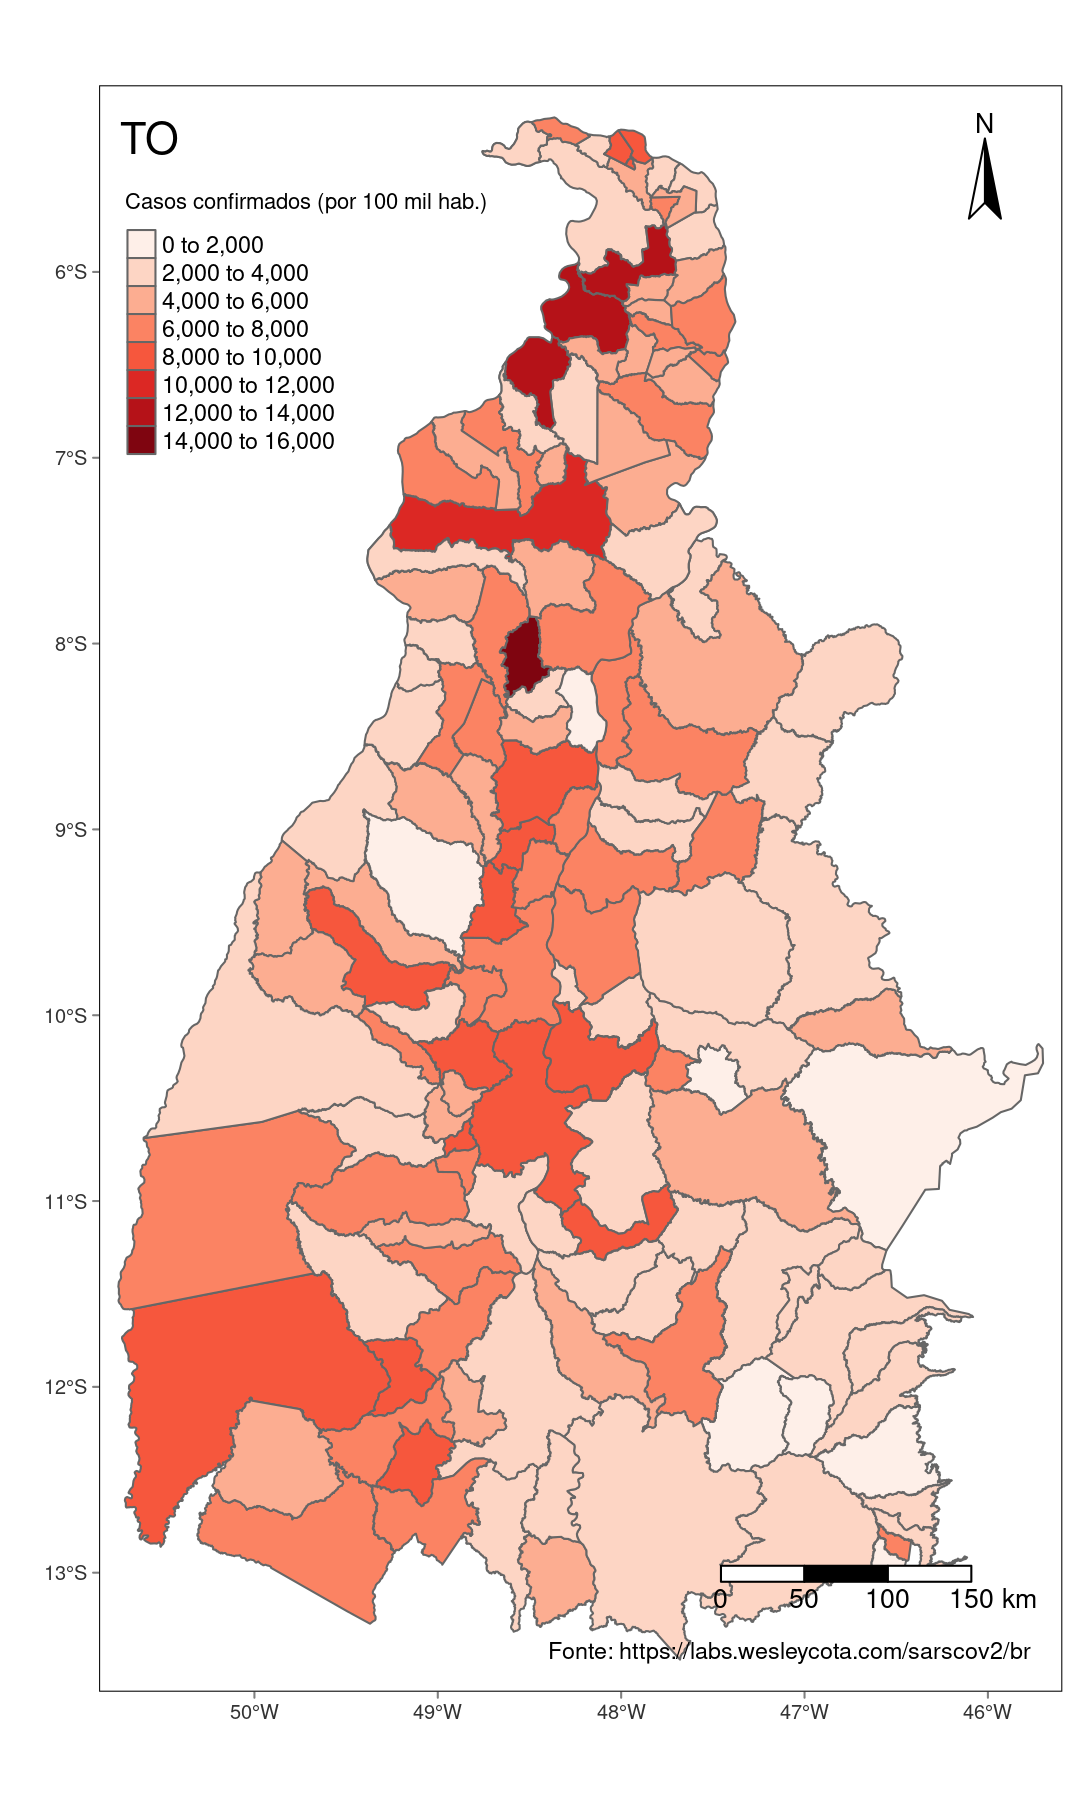 TO
N
Casos confirmados (por 100 mil hab.)
0 to 2,000
2,000 to 4,000
4,000 to 6,000
6,000 to 8,000
8,000 to 10,000
10,000 to 12,000
12,000 to 14,000
14,000 to 16,000
6°S
7°S
8°S
9°S
10°S
11°S
12°S
13°S
0 50 100 150 km
Fonte: https://labs.wesleycota.com/sarscov2/br
50°W 49°W 48°W 47°W 46°W